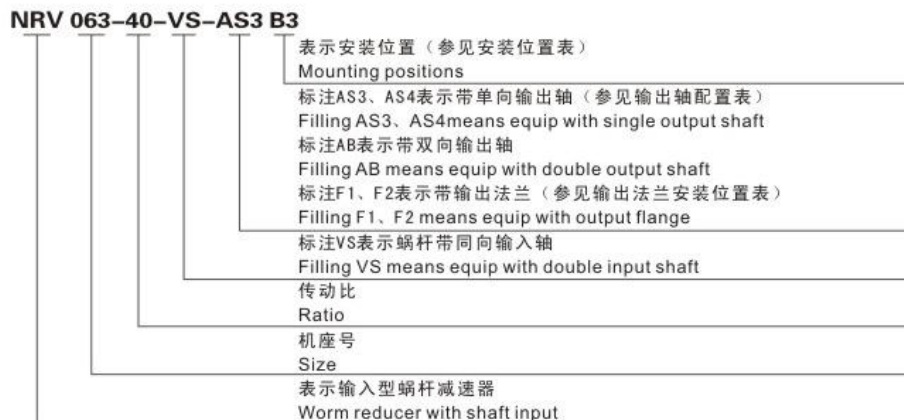 NRV 063–40–VS–AS3 B3
表示安装位置（参见安装位置表）
Mounting positions
标注AS3、AS4表示带单向输出轴（参见输出轴配置表）
Filling AS3、AS4means equip with single output shaft
标注AB表示带双向输出轴
Filling AB means equip with double output shaft
标注F1、F2表示带输出法兰（参见输出法兰安装位置表）
Filling F1、F2 means equip with output flange
标注VS表示蜗杆带同向输入轴
Filling VS means equip with double input shaft
传动比
Ratio
机座号
Size
表示输入型蜗杆减速器
Worm reducer with shaft input